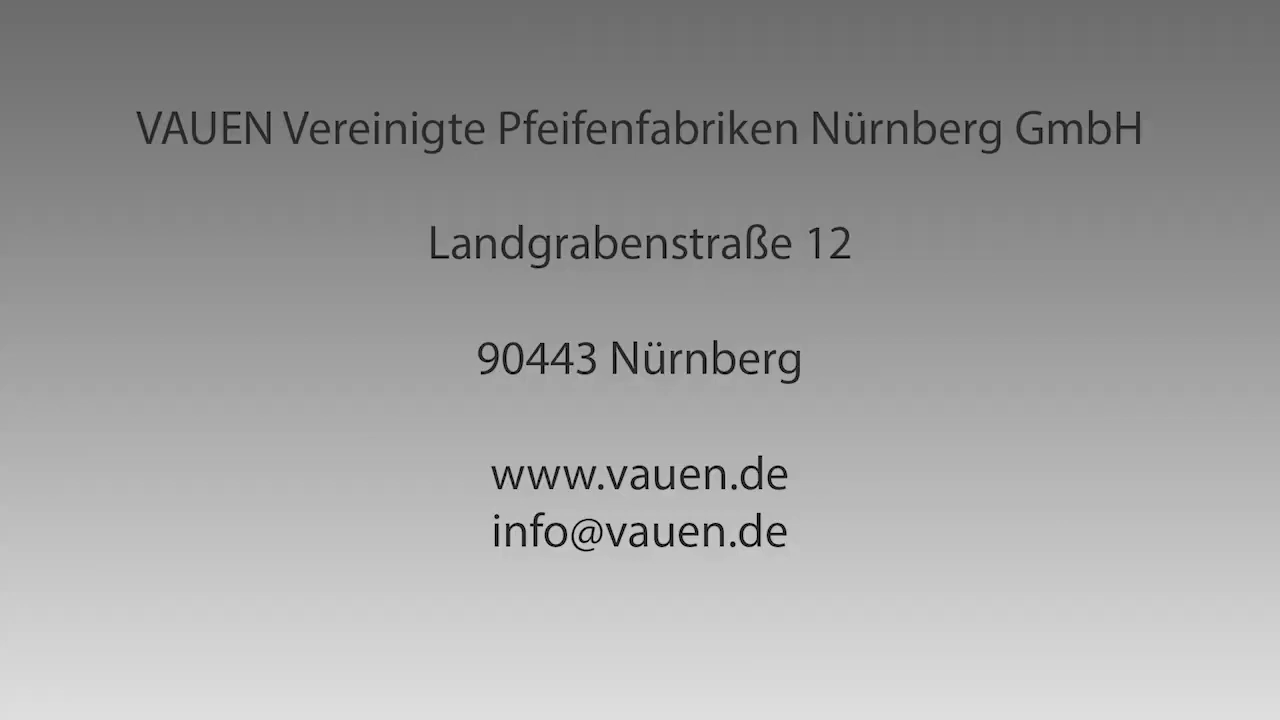 VAUEN Vereinigte Pfeifenfabriken Nürnberg GmbH
Landgrabenstraße 12
90443 Nürnberg
www.vauen.de
info@vauen.de